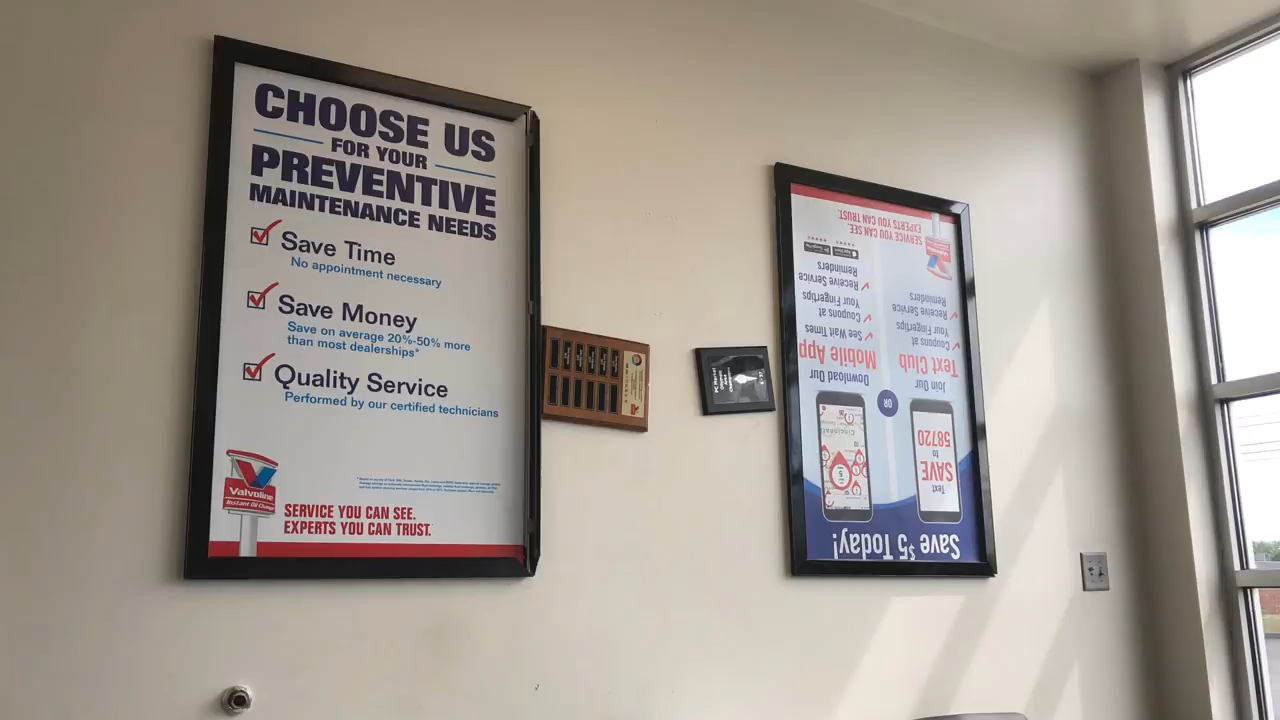 CHOOSE US
FOR YOUR
PREVENTIVE
MAINTENANCE NEEDS
Save Time
No appointment necessary
Save Money
Save on average 20%-50% more
than most dealerships*
Quality Service
Performed by our certified technicians
Valvoline
Instant Oil Change
SERVICE YOU CAN SEE.
EXPERTS YOU CAN TRUST.
Save $5 Today!
Text
SAVE
to
58720
OR
Cincinnati
Join Our
Text Club
Coupons at
Your Fingertips
Receive Service
Reminders
Download Our
Mobile App
See Wait Times
Coupons at
Your Fingertips
Receive Service
Reminders
SERVICE YOU CAN SEE.
EXPERTS YOU CAN TRUST.